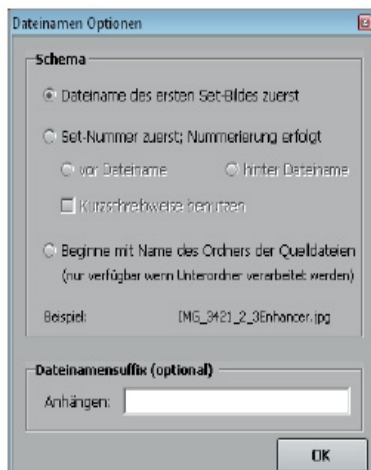 Dateinamen Optionen
Schema
Dateiname des ersten Set-Bildes zuerst
Set-Nummer zuerst; Nummerierung erfolgt
vor Dateiname hinter Dateiname
Kurzschreibweise benutzen
Beginne mit Name des Ordners der Quelldateien
(nur verfügbar wenn Unterordner verarbeitet werden)
Beispiel: IMG_3421_2_3Enhancer.jpg
Dateinamensuffix (optional)
Anhängen:
OK